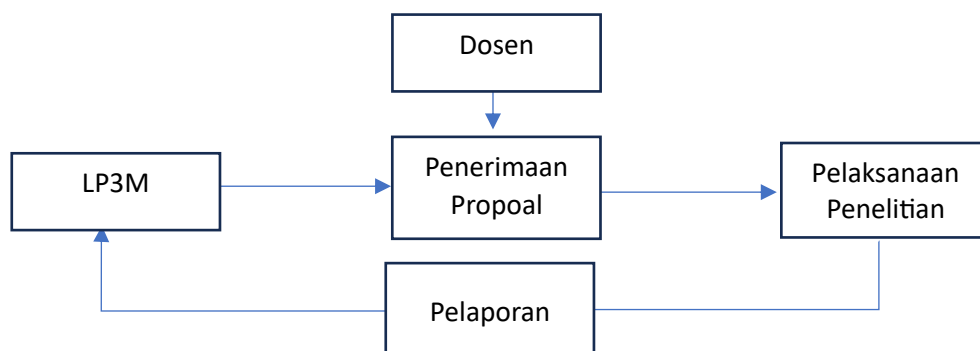 Dosen
LP3M
Penerimaan
Propoal
Pelaksanaan
Penelitian
Pelaporan